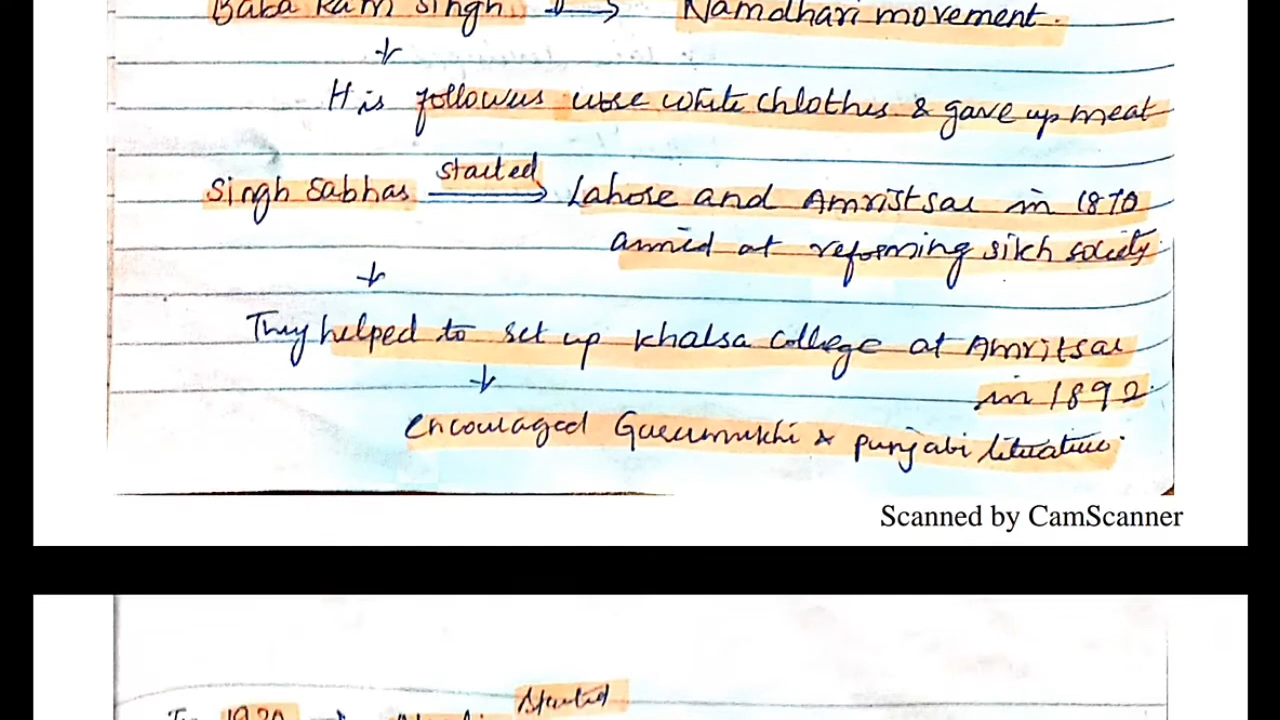 Baba Ram Singh ⇒ Namdhari movement.
↓
His followers wore white chlothes & gave up meat
started
Singh Sabhas ⟹ Lahore and Amritsar in 1870
aimed at reforming sikh society.
↓
They helped to set up khalsa college at Amritsar
↓
in 1892.
encouraged Gurumukhi & punjabi literature.
Scanned by CamScanner
Started
In 1920